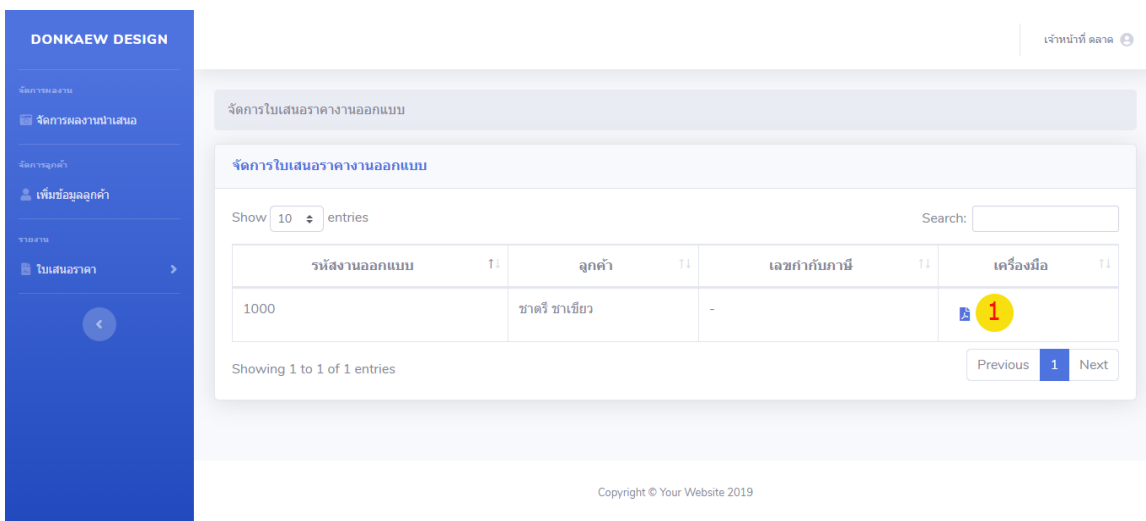 DONKAEW DESIGN
เจ้าหน้าที่ ตลาด
จัดการผลงาน
จัดการผลงานนำเสนอ
จัดการลูกค้า
เพิ่มข้อมูลลูกค้า
รายงาน
ใบเสนอราคา
จัดการใบเสนอราคางานออกแบบ
จัดการใบเสนอราคางานออกแบบ
Show 10 entries
Search:
รหัสงานออกแบบ ลูกค้า เลขกำกับภาษี เครื่องมือ
1000 ชาตรี ชาเขียว - 1
Showing 1 to 1 of 1 entries
Previous 1 Next
Copyright © Your Website 2019